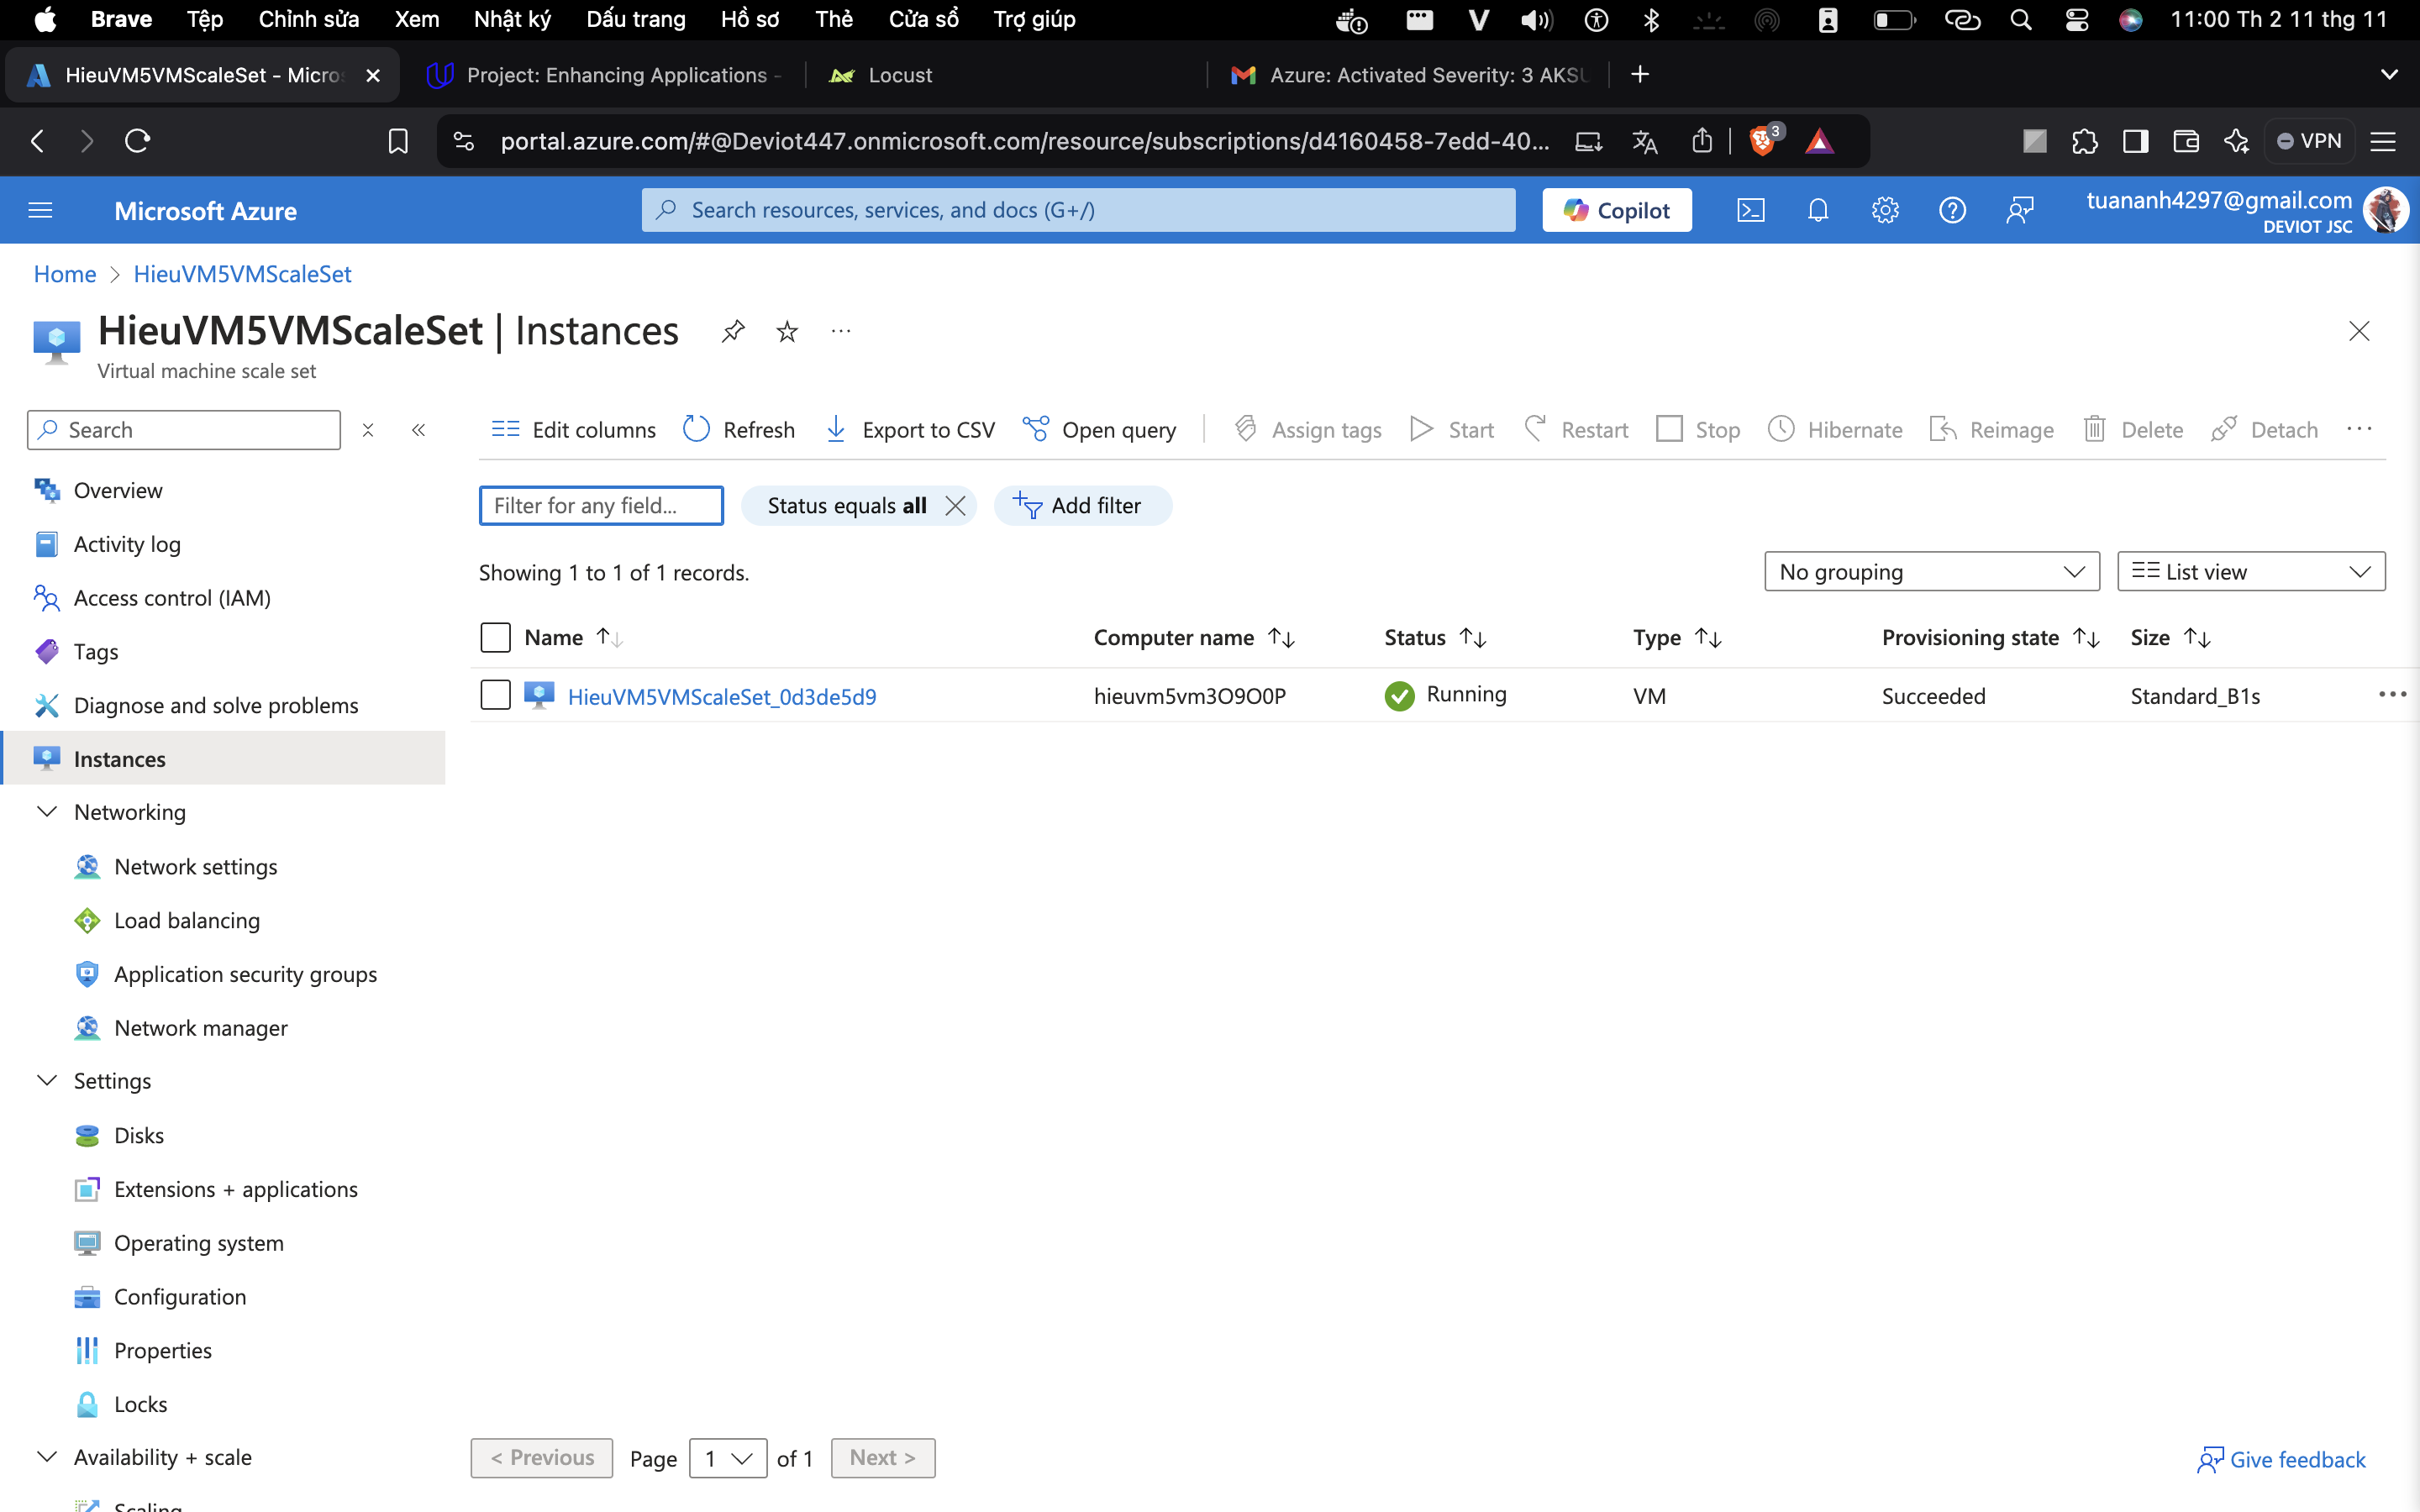 Brave Tệp Chỉnh sửa Xem Nhật ký Dấu trang Hồ sơ Thẻ Cửa sổ Trợ giúp 11:00 Th 2 11 thg 11
HieuVM5VMScaleSet - Micros Project: Enhancing Applications - Locust Azure: Activated Severity: 3 AKSU
portal.azure.com/#@Deviot447.onmicrosoft.com/resource/subscriptions/d4160458-7edd-40... 3 VPN
Microsoft Azure Search resources, services, and docs (G+/) Copilot tuananh4297@gmail.com
DEVIOT JSC
Home > HieuVM5VMScaleSet
HieuVM5VMScaleSet | Instances
Virtual machine scale set
Search Edit columns Refresh Export to CSV Open query Assign tags Start Restart Stop Hibernate Reimage Delete Detach
Filter for any field... Status equals all Add filter
Showing 1 to 1 of 1 records. No grouping List view
Name Computer name Status Type Provisioning state Size
HieuVM5VMScaleSet_0d3de5d9 hieuvm5vm3O9O0P Running VM Succeeded Standard_B1s
Overview
Activity log
Access control (IAM)
Tags
Diagnose and solve problems
Instances
Networking
Network settings
Load balancing
Application security groups
Network manager
Settings
Disks
Extensions + applications
Operating system
Configuration
Properties
Locks
Availability + scale
Scaling
< Previous Page 1 of 1 Next > Give feedback